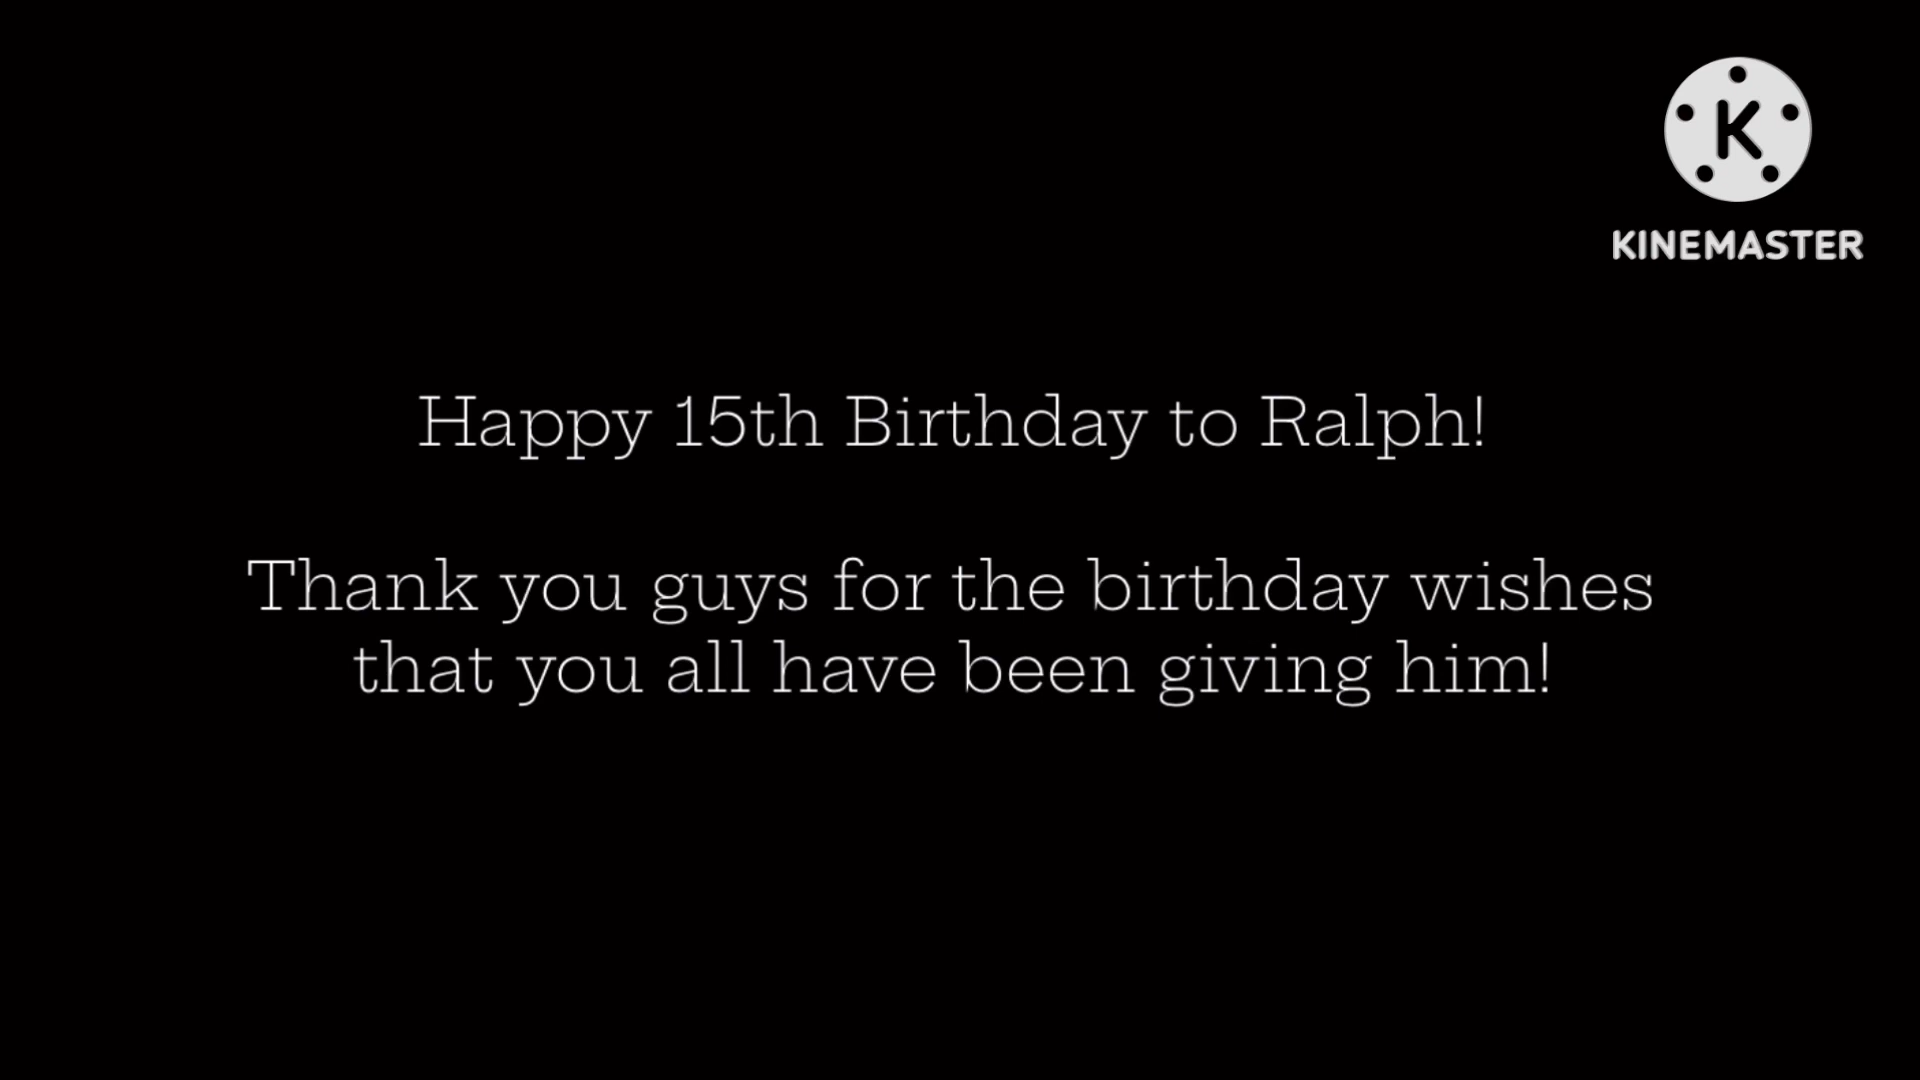 K
KINEMASTER
Happy 15th Birthday to Ralph!
Thank you guys for the birthday wishes
that you all have been giving him!